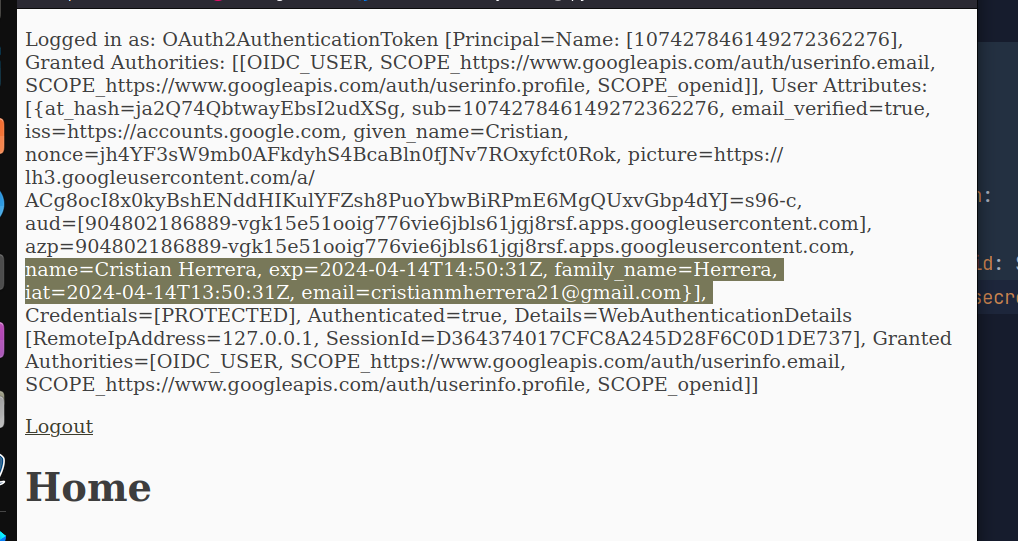 Logged in as: OAuth2AuthenticationToken [Principal=Name: [107427846149272362276],
Granted Authorities: [[OIDC_USER, SCOPE_https://www.googleapis.com/auth/userinfo.email,
SCOPE_https://www.googleapis.com/auth/userinfo.profile, SCOPE_openid]], User Attributes:
[{at_hash=ja2Q74QbtwayEbsI2udXSg, sub=107427846149272362276, email_verified=true,
iss=https://accounts.google.com, given_name=Cristian,
nonce=jh4YF3sW9mb0AFkdyhS4BcaBln0fJNv7ROxyfct0Rok, picture=https://
lh3.googleusercontent.com/a/
ACg8ocI8x0kyBshENddHIKulYFZsh8PuoYbwBiRPmE6MgQUxvGbp4dYJ=s96-c,
aud=[904802186889-vgk15e51ooig776vie6jbls61jgj8rsf.apps.googleusercontent.com],
azp=904802186889-vgk15e51ooig776vie6jbls61jgj8rsf.apps.googleusercontent.com,
name=Cristian Herrera, exp=2024-04-14T14:50:31Z, family_name=Herrera,
iat=2024-04-14T13:50:31Z, email=cristianmherrera21@gmail.com}],
Credentials=[PROTECTED], Authenticated=true, Details=WebAuthenticationDetails
[RemoteIpAddress=127.0.0.1, SessionId=D364374017CFC8A245D28F6C0D1DE737], Granted
Authorities=[OIDC_USER, SCOPE_https://www.googleapis.com/auth/userinfo.email,
SCOPE_https://www.googleapis.com/auth/userinfo.profile, SCOPE_openid]]
Logout
Home